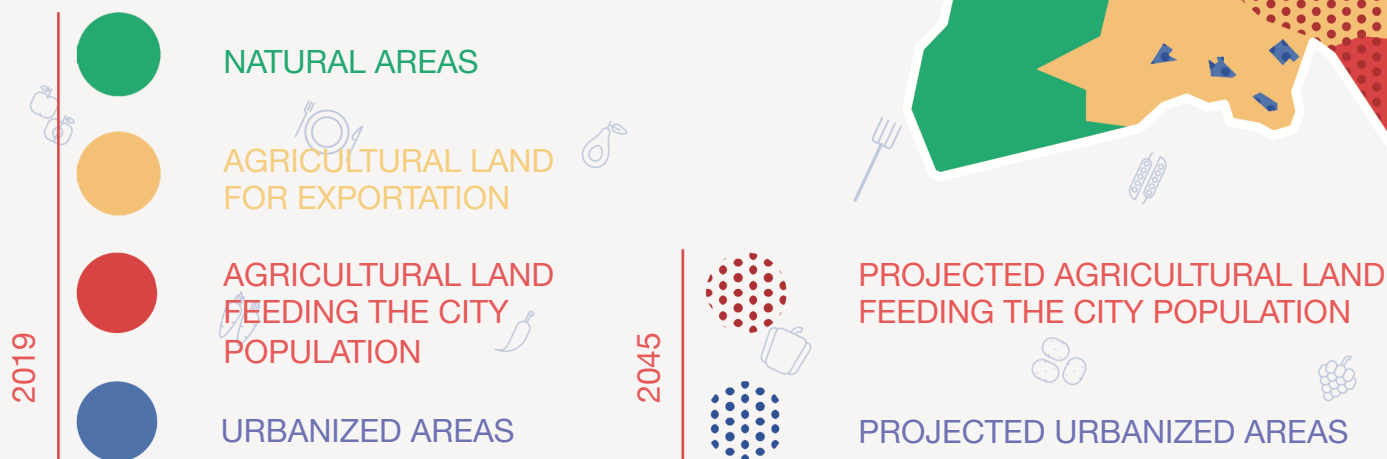 NATURAL AREAS
AGRICULTURAL LAND
FOR EXPORTATION
AGRICULTURAL LAND
FEEDING THE CITY
POPULATION
2019
URBANIZED AREAS
PROJECTED AGRICULTURAL LAND
FEEDING THE CITY POPULATION
2045
PROJECTED URBANIZED AREAS